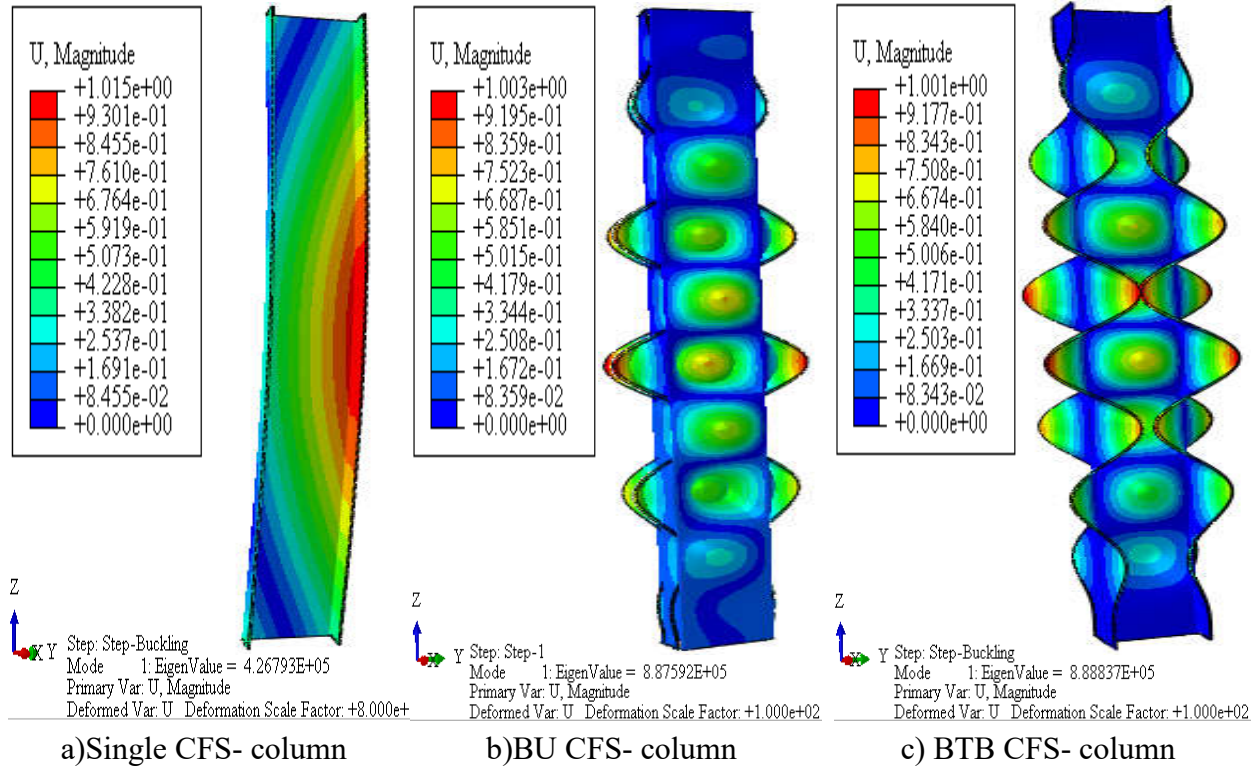 U, Magnitude
+1.015e+00
+9.301e-01
+8.455e-01
+7.610e-01
+6.764e-01
+5.919e-01
+5.073e-01
+4.228e-01
+3.382e-01
+2.537e-01
+1.691e-01
+8.455e-02
+0.000e+00
Z
X Y
Step: Step-Buckling
Mode 1: EigenValue = 4.26793E+05
Primary Var: U, Magnitude
Deformed Var: U Deformation Scale Factor: +8.000e+
a)Single CFS- column
U, Magnitude
+1.003e+00
+9.195e-01
+8.359e-01
+7.523e-01
+6.687e-01
+5.851e-01
+5.015e-01
+4.179e-01
+3.344e-01
+2.508e-01
+1.672e-01
+8.359e-02
+0.000e+00
Z
X Y
Step: Step-1
Mode 1: EigenValue = 8.87592E+05
Primary Var: U, Magnitude
Deformed Var: U Deformation Scale Factor: +1.000e+02
b)BU CFS- column
U, Magnitude
+1.001e+00
+9.177e-01
+8.343e-01
+7.508e-01
+6.674e-01
+5.840e-01
+5.006e-01
+4.171e-01
+3.337e-01
+2.503e-01
+1.669e-01
+8.343e-02
+0.000e+00
Z
X Y
Step: Step-Buckling
Mode 1: EigenValue = 8.88837E+05
Primary Var: U, Magnitude
Deformed Var: U Deformation Scale Factor: +1.000e+02
c) BTB CFS- column